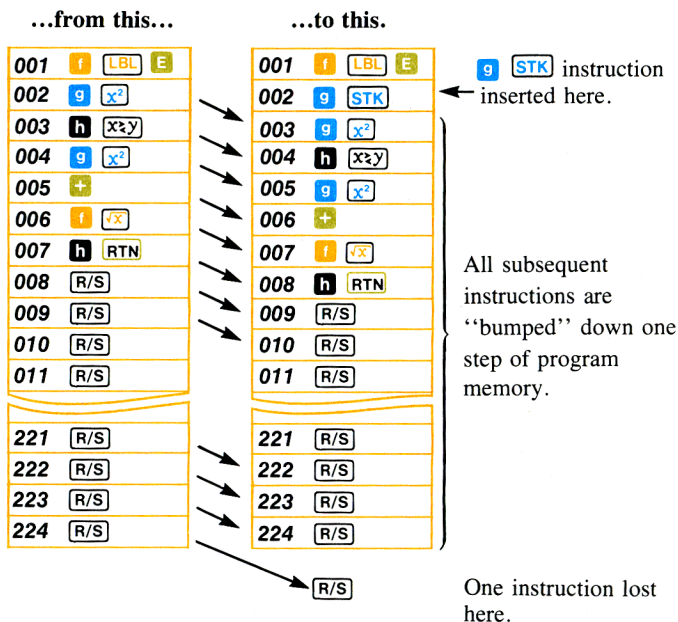 ...from this...
...to this.
001 f LBL E
002 g x²
003 h x≷y
004 g x²
005 +
006 f √x
007 h RTN
008 R/S
009 R/S
010 R/S
011 R/S
221 R/S
222 R/S
223 R/S
224 R/S
001 f LBL E
002 g STK
003 g x²
004 h x≷y
005 g x²
006 +
007 f √x
008 h RTN
009 R/S
010 R/S
011 R/S
221 R/S
222 R/S
223 R/S
224 R/S
R/S
g STK instruction
inserted here.
All subsequent
instructions are
‘‘bumped’’ down one
step of program
memory.
One instruction lost
here.